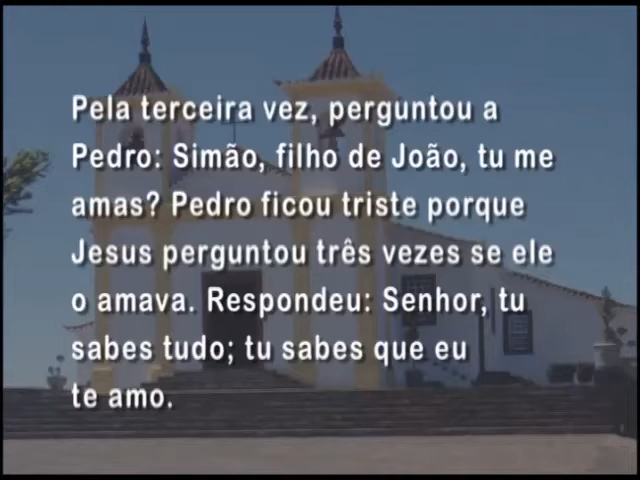 Pela terceira vez, perguntou a
Pedro: Simão, filho de João, tu me
amas? Pedro ficou triste porque
Jesus perguntou três vezes se ele
o amava. Respondeu: Senhor, tu
sabes tudo; tu sabes que eu
te amo.